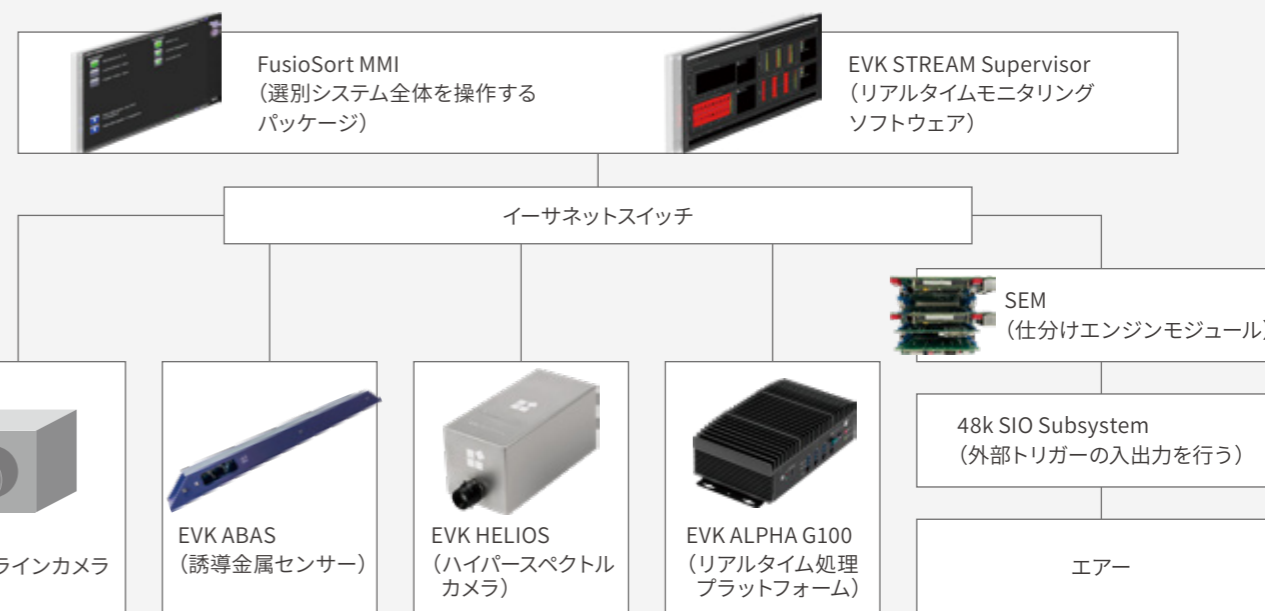 FusioSort MMI
（選別システム全体を操作する
パッケージ）
EVK STREAM Supervisor
（リアルタイムモニタリング
ソフトウェア）
イーサネットスイッチ
SEM
（仕分けエンジンモジュール）
48k SIO Subsystem
（外部トリガーの入出力を行う）
ラインカメラ
EVK ABAS
（誘導金属センサー）
EVK HELIOS
（ハイパースペクトル
カメラ）
EVK ALPHA G100
（リアルタイム処理
プラットフォーム）
エアー